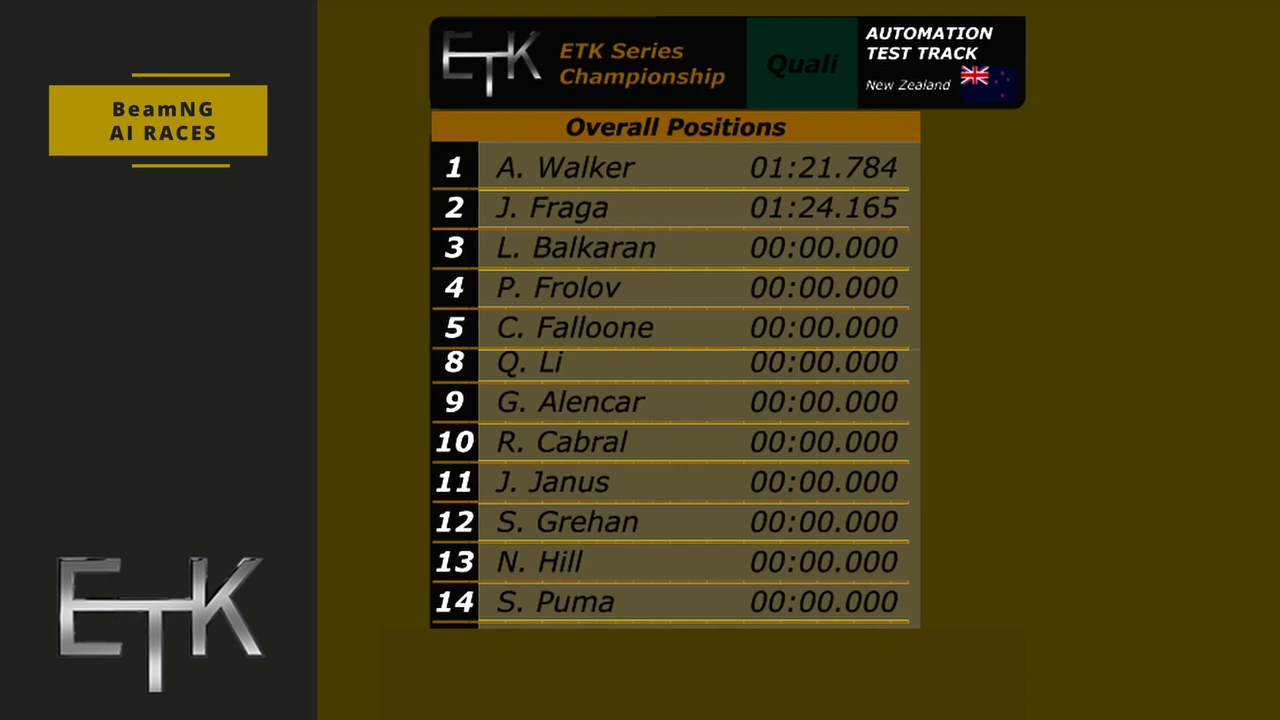 BeamNG
AI RACES
ETK
ETK Series
Championship
Quali
AUTOMATION
TEST TRACK
New Zealand
Overall Positions
1 A. Walker 01:21.784
2 J. Fraga 01:24.165
3 L. Balkaran 00:00.000
4 P. Frolov 00:00.000
5 C. Falloone 00:00.000
8 Q. Li 00:00.000
9 G. Alencar 00:00.000
10 R. Cabral 00:00.000
11 J. Janus 00:00.000
12 S. Grehan 00:00.000
13 N. Hill 00:00.000
14 S. Puma 00:00.000
ETK